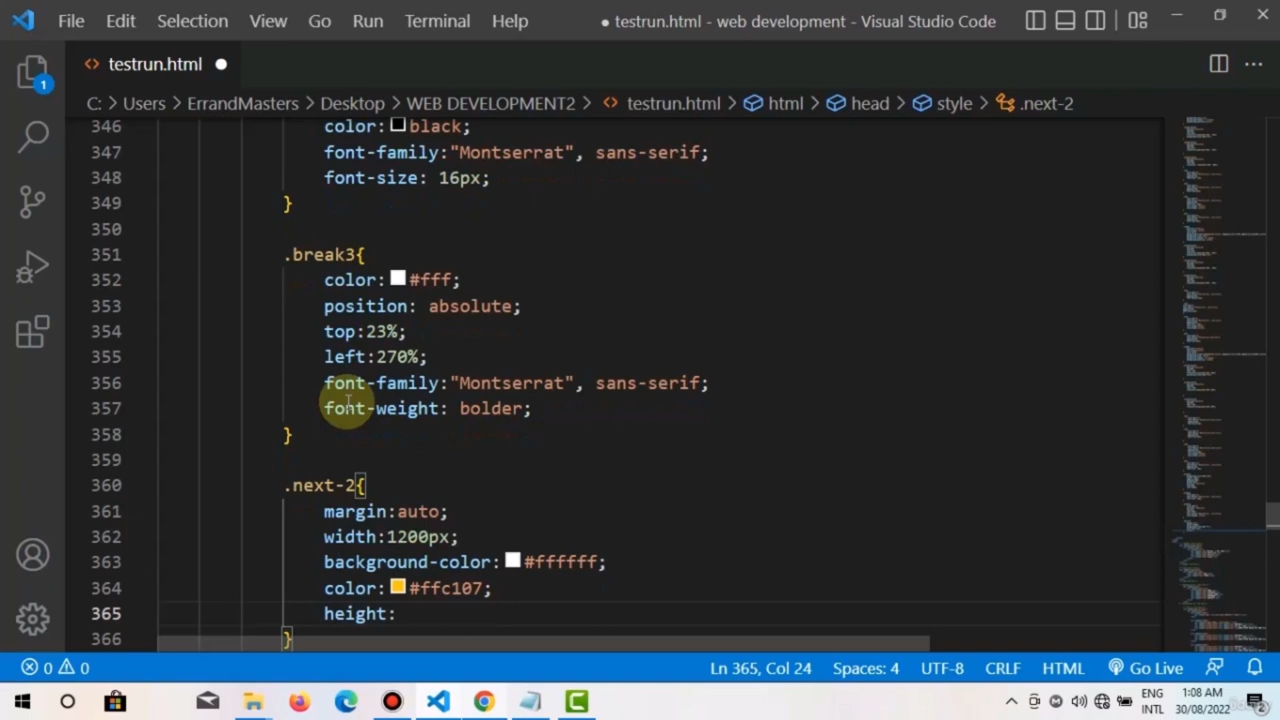 File Edit Selection View Go Run Terminal Help ● testrun.html - web development - Visual Studio Code
testrun.html
1
C: > Users > ErrandMasters > Desktop > WEB DEVELOPMENT2 > testrun.html > html > head > style > .next-2
346 color: black;
347 font-family:"Montserrat", sans-serif;
348 font-size: 16px;
349 }
350
351 .break3{
352 color: #fff;
353 position: absolute;
354 top:23%;
355 left:270%;
356 font-family:"Montserrat", sans-serif;
357 font-weight: bolder;
358 }
359
360 .next-2{
361 margin:auto;
362 width:1200px;
363 background-color: #ffffff;
364 color: #ffc107;
365 height:
366 }
0 0 Ln 365, Col 24 Spaces: 4 UTF-8 CRLF HTML Go Live
ENG 1:08 AM
INTL 30/08/2022 2